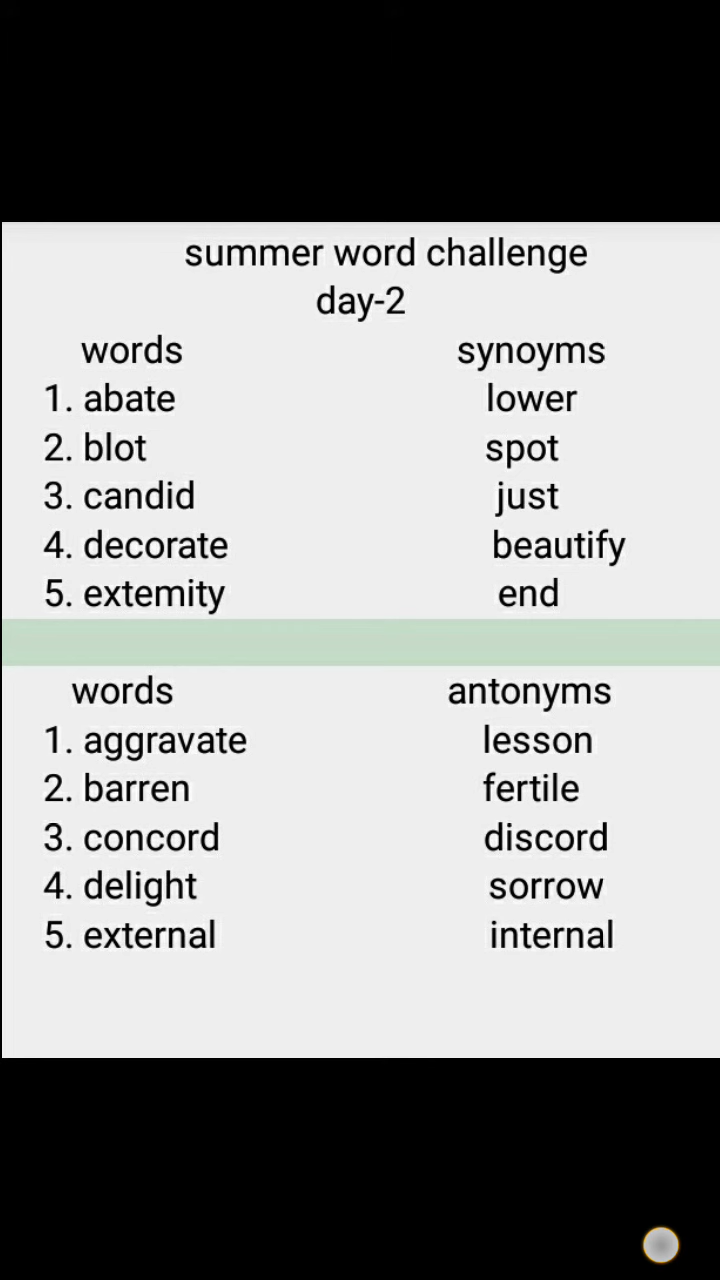 summer word challenge
day-2
words synoyms
1. abate lower
2. blot spot
3. candid just
4. decorate beautify
5. extemity end
words antonyms
1. aggravate lesson
2. barren fertile
3. concord discord
4. delight sorrow
5. external internal